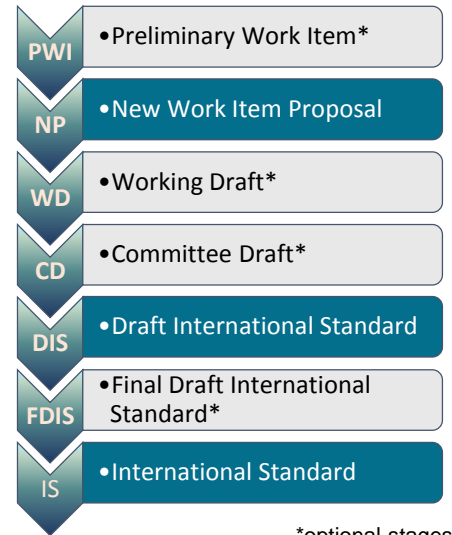 PWI
•Preliminary Work Item*
NP
•New Work Item Proposal
WD
•Working Draft*
CD
•Committee Draft*
DIS
•Draft International Standard
FDIS
•Final Draft International
Standard*
IS
•International Standard
*optional stages